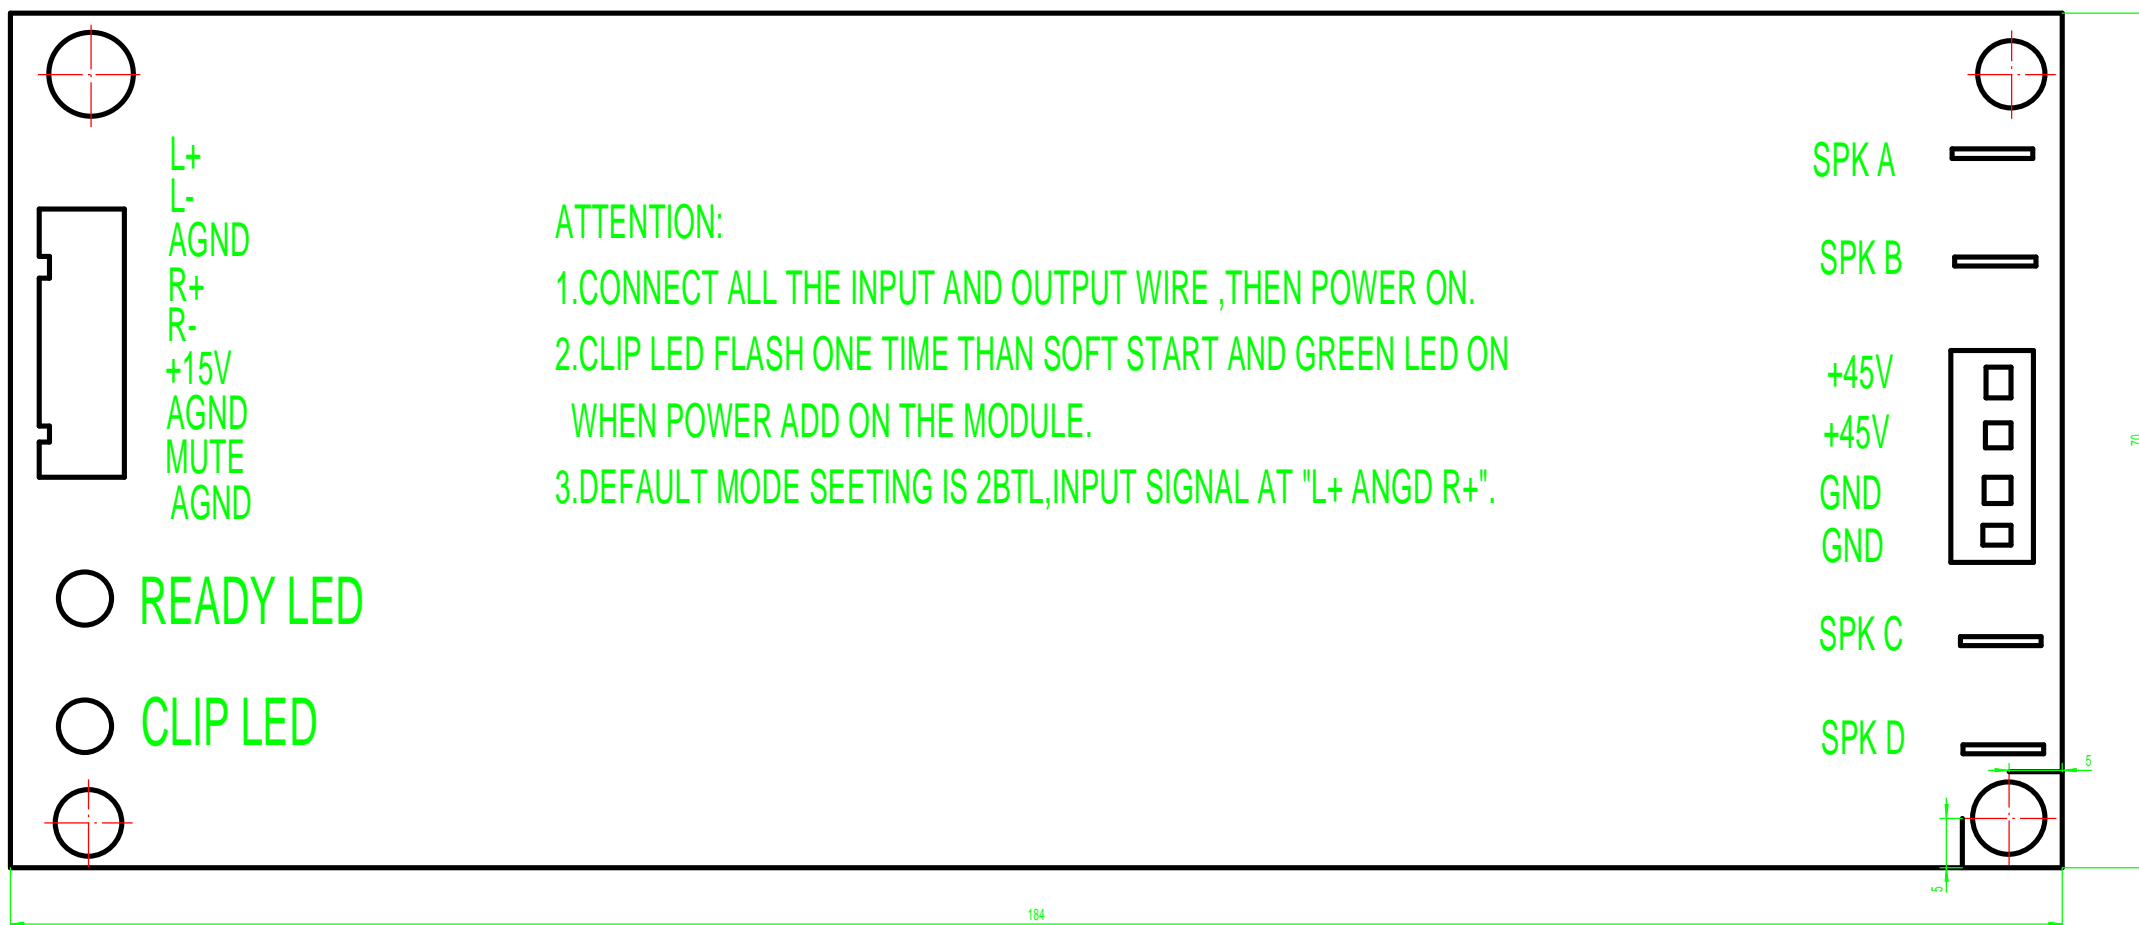 L+
L-
AGND
R+
R-
+15V
AGND
MUTE
AGND
READY LED
CLIP LED
ATTENTION:
1.CONNECT ALL THE INPUT AND OUTPUT WIRE ,THEN POWER ON.
2.CLIP LED FLASH ONE TIME THAN SOFT START AND GREEN LED ON
WHEN POWER ADD ON THE MODULE.
3.DEFAULT MODE SEETING IS 2BTL,INPUT SIGNAL AT "L+ ANGD R+".
SPK A
SPK B
+45V
+45V
GND
GND
SPK C
SPK D
5
5
70
184